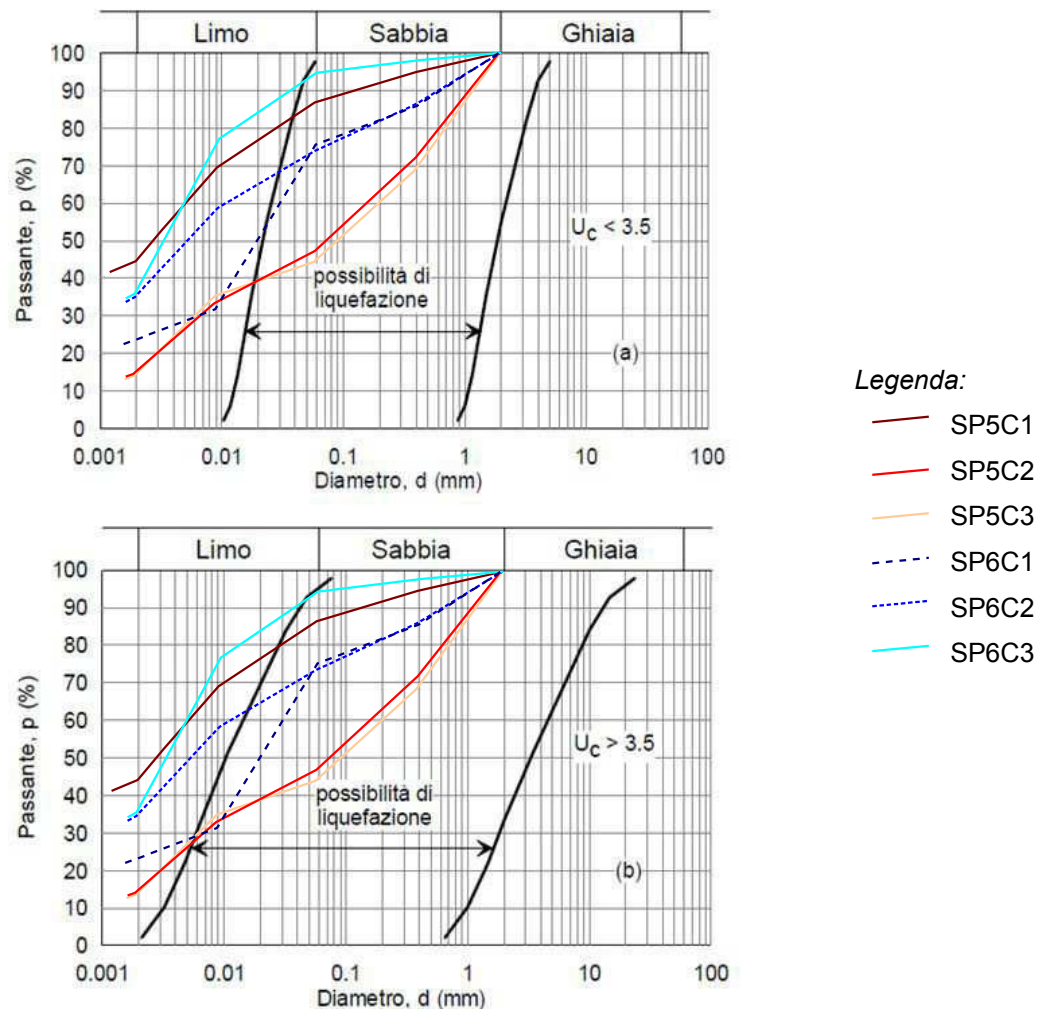 Limo Sabbia Ghiaia
100
90
80
70
60
50
40
30
20
10
0
Passante, p (%)
U_C < 3.5
possibilità di
liquefazione
(a)
0.001 0.01 0.1 1 10 100
Diametro, d (mm)
Limo Sabbia Ghiaia
100
90
80
70
60
50
40
30
20
10
0
Passante, p (%)
U_C > 3.5
possibilità di
liquefazione
(b)
0.001 0.01 0.1 1 10 100
Diametro, d (mm)
Legenda:
SP5C1
SP5C2
SP5C3
SP6C1
SP6C2
SP6C3